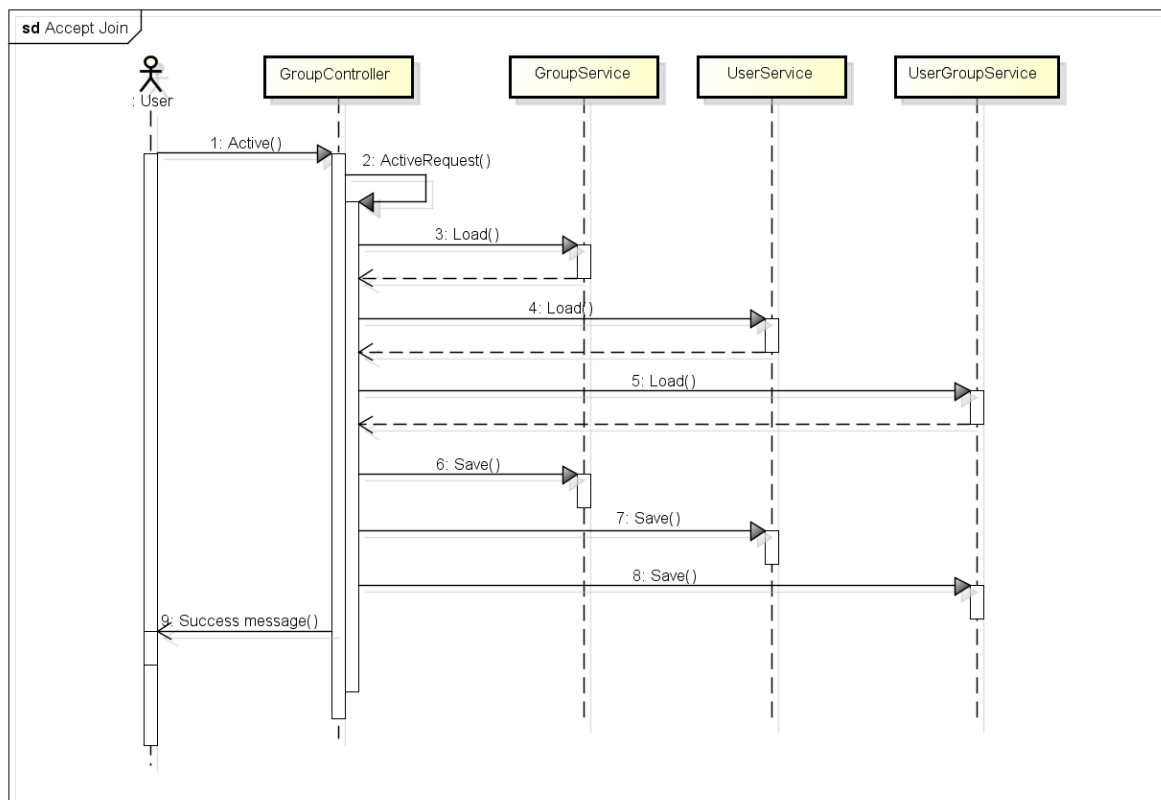 sd Accept Join
: User
GroupController
GroupService
UserService
UserGroupService
1: Active()
2: ActiveRequest()
3: Load()
4: Load()
5: Load()
6: Save()
7: Save()
8: Save()
9: Success message()